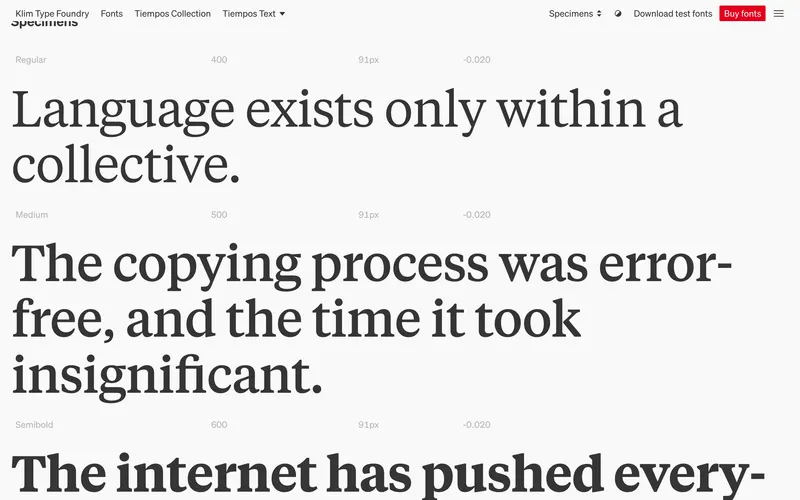 Klim Type Foundry Fonts Tiempos Collection Tiempos Text Specimens Download test fonts Buy fonts
Specimens
Regular 400 91px -0.020
Language exists only within a
collective.
Medium 500 91px -0.020
The copying process was error-
free, and the time it took
insignificant.
Semibold 600 91px -0.020
The internet has pushed every-